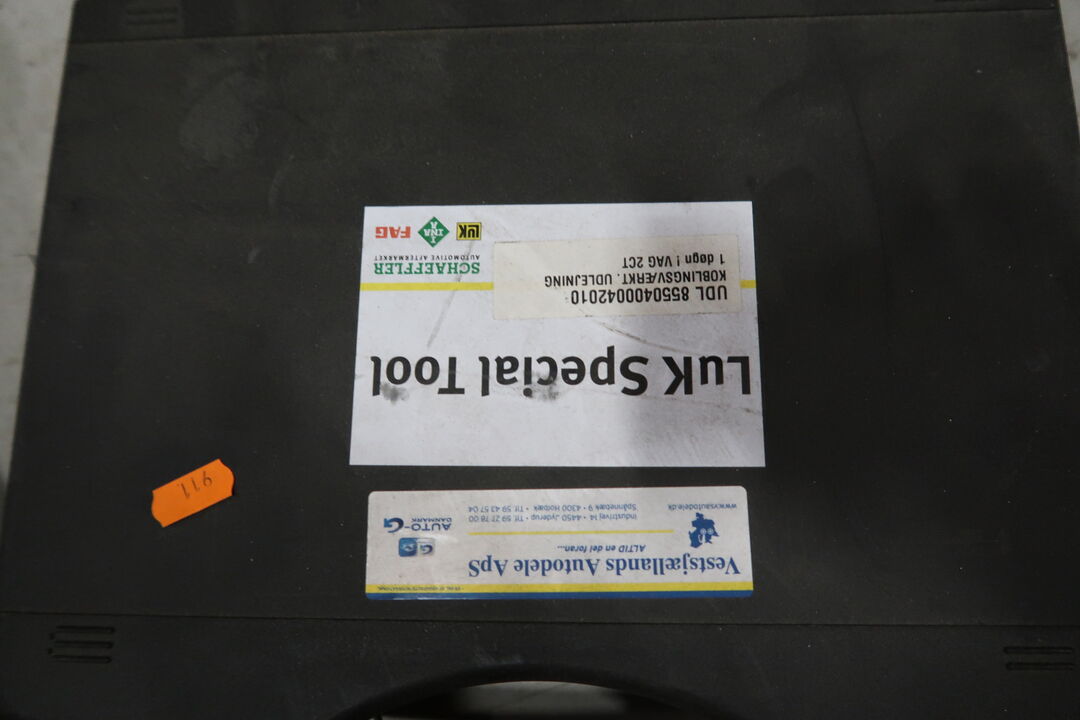 Vestsjællands Autodele ApS
ALTID en del foran...
Industrivej 14 • 4450 Jyderup • Tlf. 59 27 78 00
Spånnebæk 9 • 4300 Holbæk • Tlf. 59 43 57 04
www.vsautodele.dk
AUTO-G
DANMARK
LuK Special Tool
UDL 8550400042010
KOBLINGSVÆRKT. UDLEJNING
1 døgn ! VAG 2CT
SCHAEFFLER
AUTOMOTIVE AFTERMARKET
LUK INA FAG